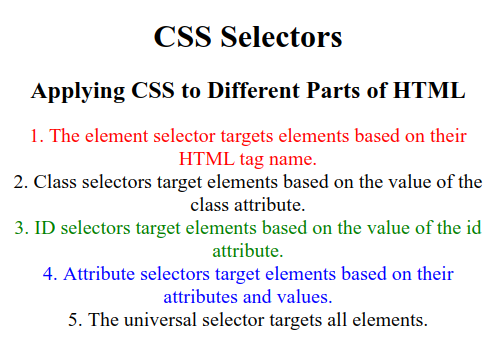 CSS Selectors
Applying CSS to Different Parts of HTML
1. The element selector targets elements based on their
HTML tag name.
2. Class selectors target elements based on the value of the
class attribute.
3. ID selectors target elements based on the value of the id
attribute.
4. Attribute selectors target elements based on their
attributes and values.
5. The universal selector targets all elements.